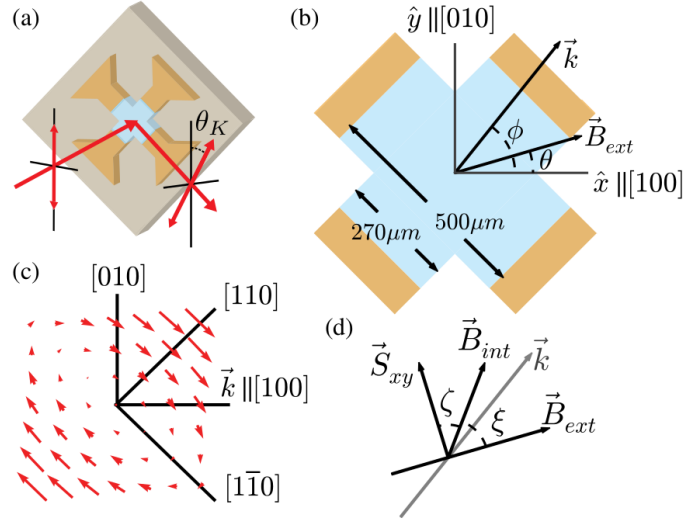 (a)
θ_K
(b)
ŷ ||[010]
k⃗
ϕ
B⃗_ext
θ
x̂ ||[100]
270μm
500μm
(c)
[010]
[110]
k⃗ ||[100]
[11̅0]
(d)
S⃗_xy
B⃗_int
k⃗
ζ
ξ
B⃗_ext